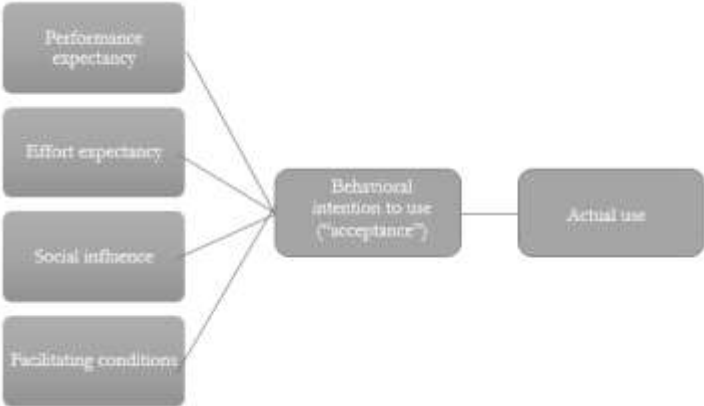 Performance
expectancy
Effort expectancy
Social influence
Facilitating conditions
Behavioral
intention to use
("acceptance")
Actual use